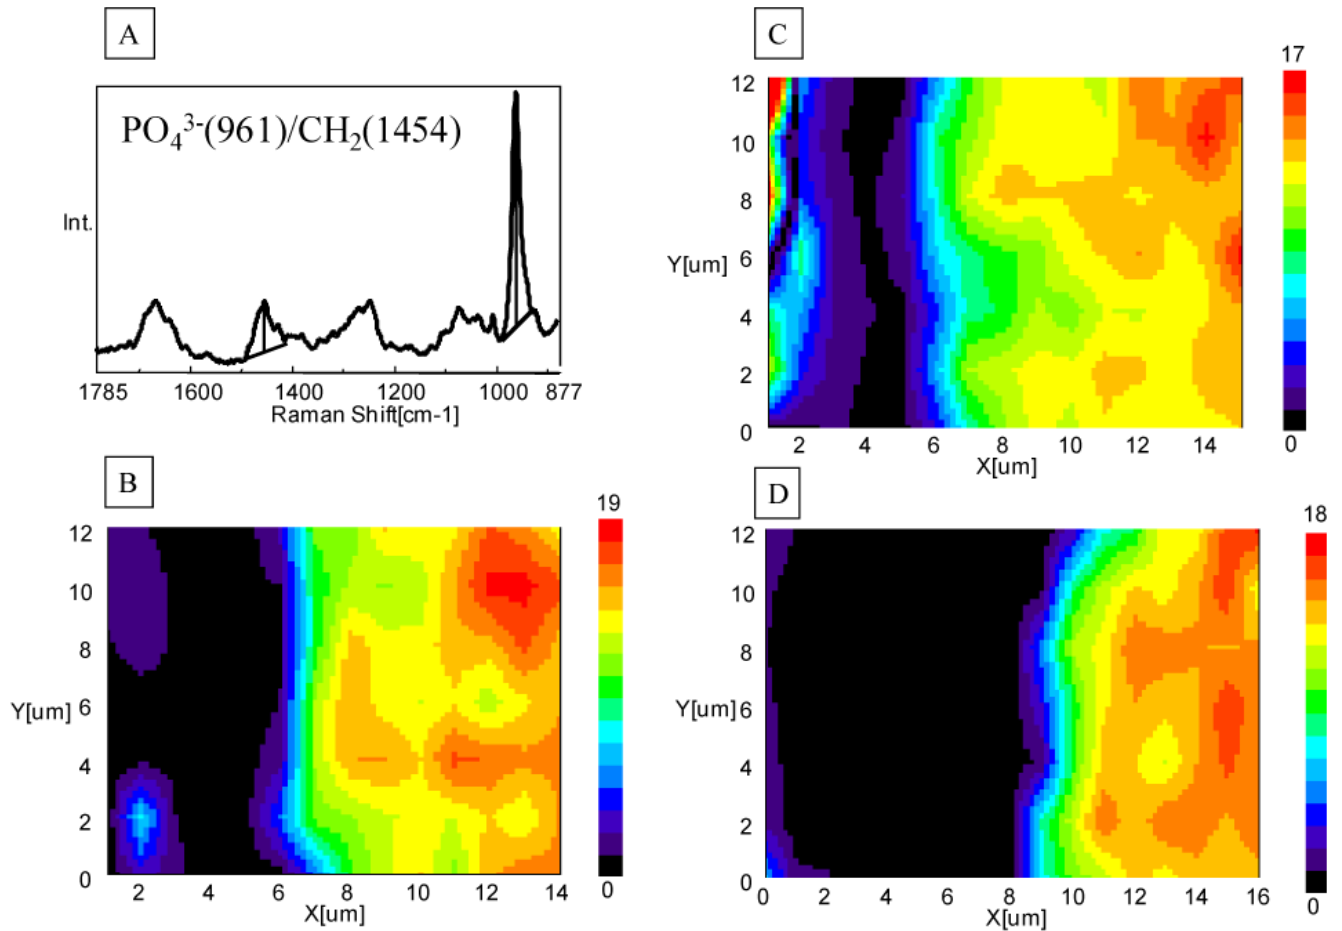 A
PO₄³⁻(961)/CH₂(1454)
Int.
1785 1600 1400 1200 1000 877
Raman Shift[cm-1]
B
19
12
10
8
Y[um] 6
4
2
0
0
2 4 6 8 10 12 14
X[um]
C
17
12
10
8
Y[um] 6
4
2
0
0
2 4 6 8 10 12 14
X[um]
D
18
12
10
8
Y[um] 6
4
2
0
0
0 2 4 6 8 10 12 14 16
X[um]